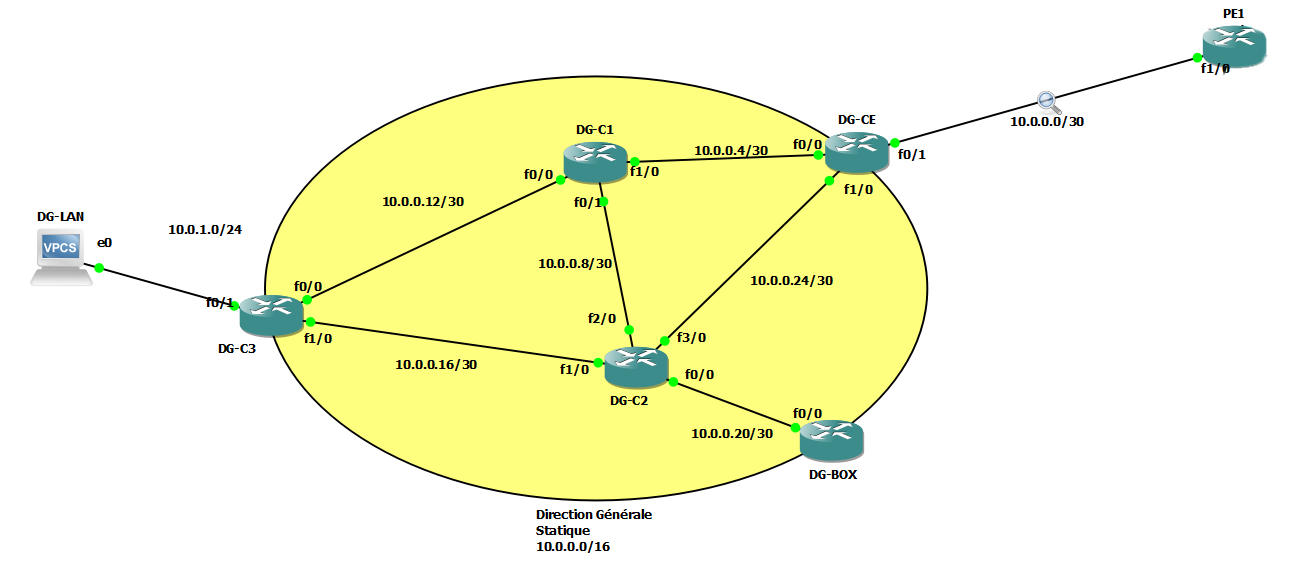 PE1
f1/0
10.0.0.0/30
DG-CE
f0/0
f0/1
f1/0
DG-C1
10.0.0.4/30
f0/0
f1/0
f0/1
10.0.0.12/30
DG-LAN
VPCS
e0
10.0.1.0/24
10.0.0.8/30
10.0.0.24/30
f0/0
f0/1
f1/0
DG-C3
10.0.0.16/30
f2/0
f3/0
f1/0
f0/0
DG-C2
f0/0
10.0.0.20/30
DG-BOX
Direction Générale
Statique
10.0.0.0/16